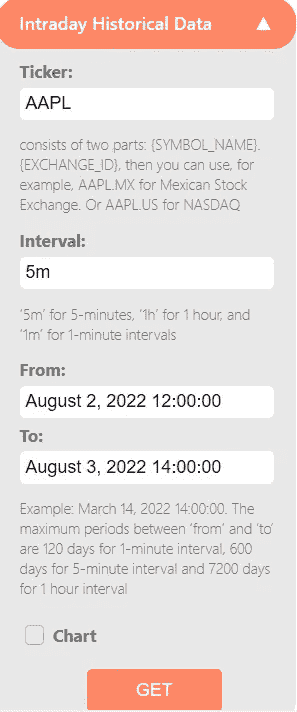 Intraday Historical Data ▲
Ticker:
AAPL
consists of two parts: {SYMBOL_NAME}.
{EXCHANGE_ID}, then you can use, for
example, AAPL.MX for Mexican Stock
Exchange. Or AAPL.US for NASDAQ
Interval:
5m
‘5m’ for 5-minutes, ‘1h’ for 1 hour, and
‘1m’ for 1-minute intervals
From:
August 2, 2022 12:00:00
To:
August 3, 2022 14:00:00
Example: March 14, 2022 14:00:00. The
maximum periods between ‘from’ and ‘to’
are 120 days for 1-minute interval, 600
days for 5-minute interval and 7200 days
for 1 hour interval
Chart
GET